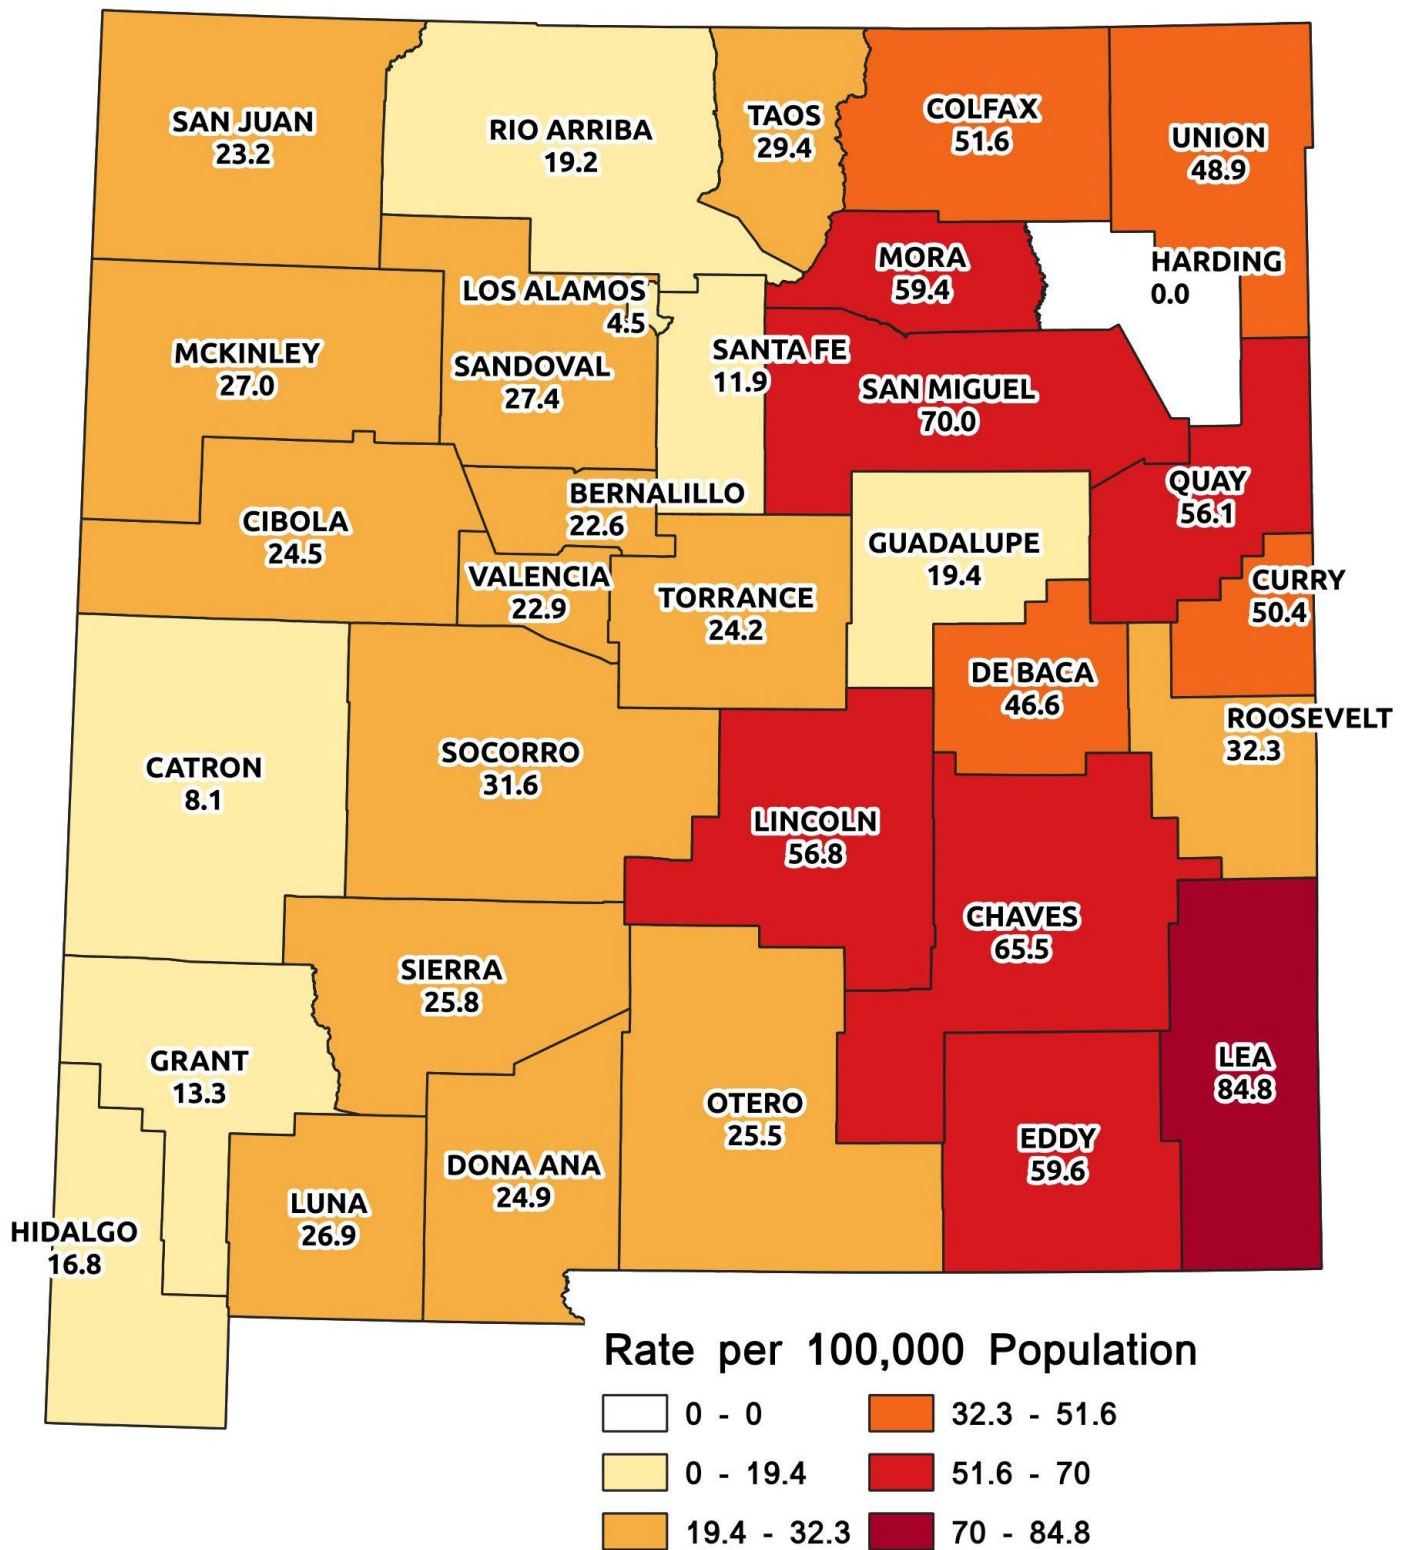 SAN JUAN
23.2
RIO ARRIBA
19.2
TAOS
29.4
COLFAX
51.6
UNION
48.9
MORA
59.4
HARDING
0.0
LOS ALAMOS
4.5
MCKINLEY
27.0
SANDOVAL
27.4
SANTA FE
11.9
SAN MIGUEL
70.0
QUAY
56.1
BERNALILLO
22.6
CIBOLA
24.5
GUADALUPE
19.4
VALENCIA
22.9
TORRANCE
24.2
CURRY
50.4
DE BACA
46.6
ROOSEVELT
32.3
CATRON
8.1
SOCORRO
31.6
LINCOLN
56.8
CHAVES
65.5
SIERRA
25.8
GRANT
13.3
LEA
84.8
OTERO
25.5
EDDY
59.6
DONA ANA
24.9
LUNA
26.9
HIDALGO
16.8
Rate per 100,000 Population
0 - 0
0 - 19.4
19.4 - 32.3
32.3 - 51.6
51.6 - 70
70 - 84.8